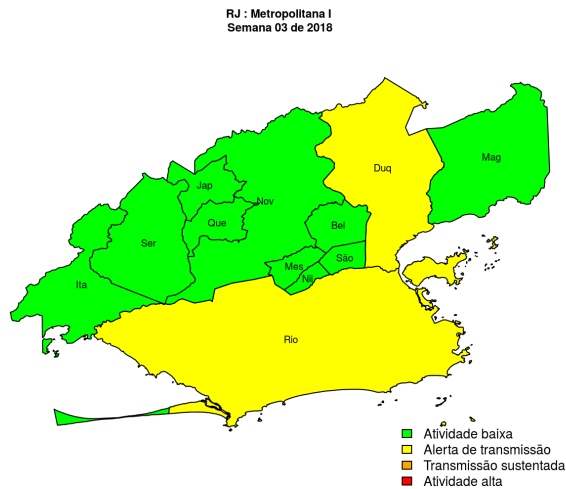 RJ : Metropolitana I
Semana 03 de 2018
Duq
Mag
Jap
Nov
Que
Bel
Ser
São
Mes
Nil
Ita
Rio
Atividade baixa
Alerta de transmissão
Transmissão sustentada
Atividade alta